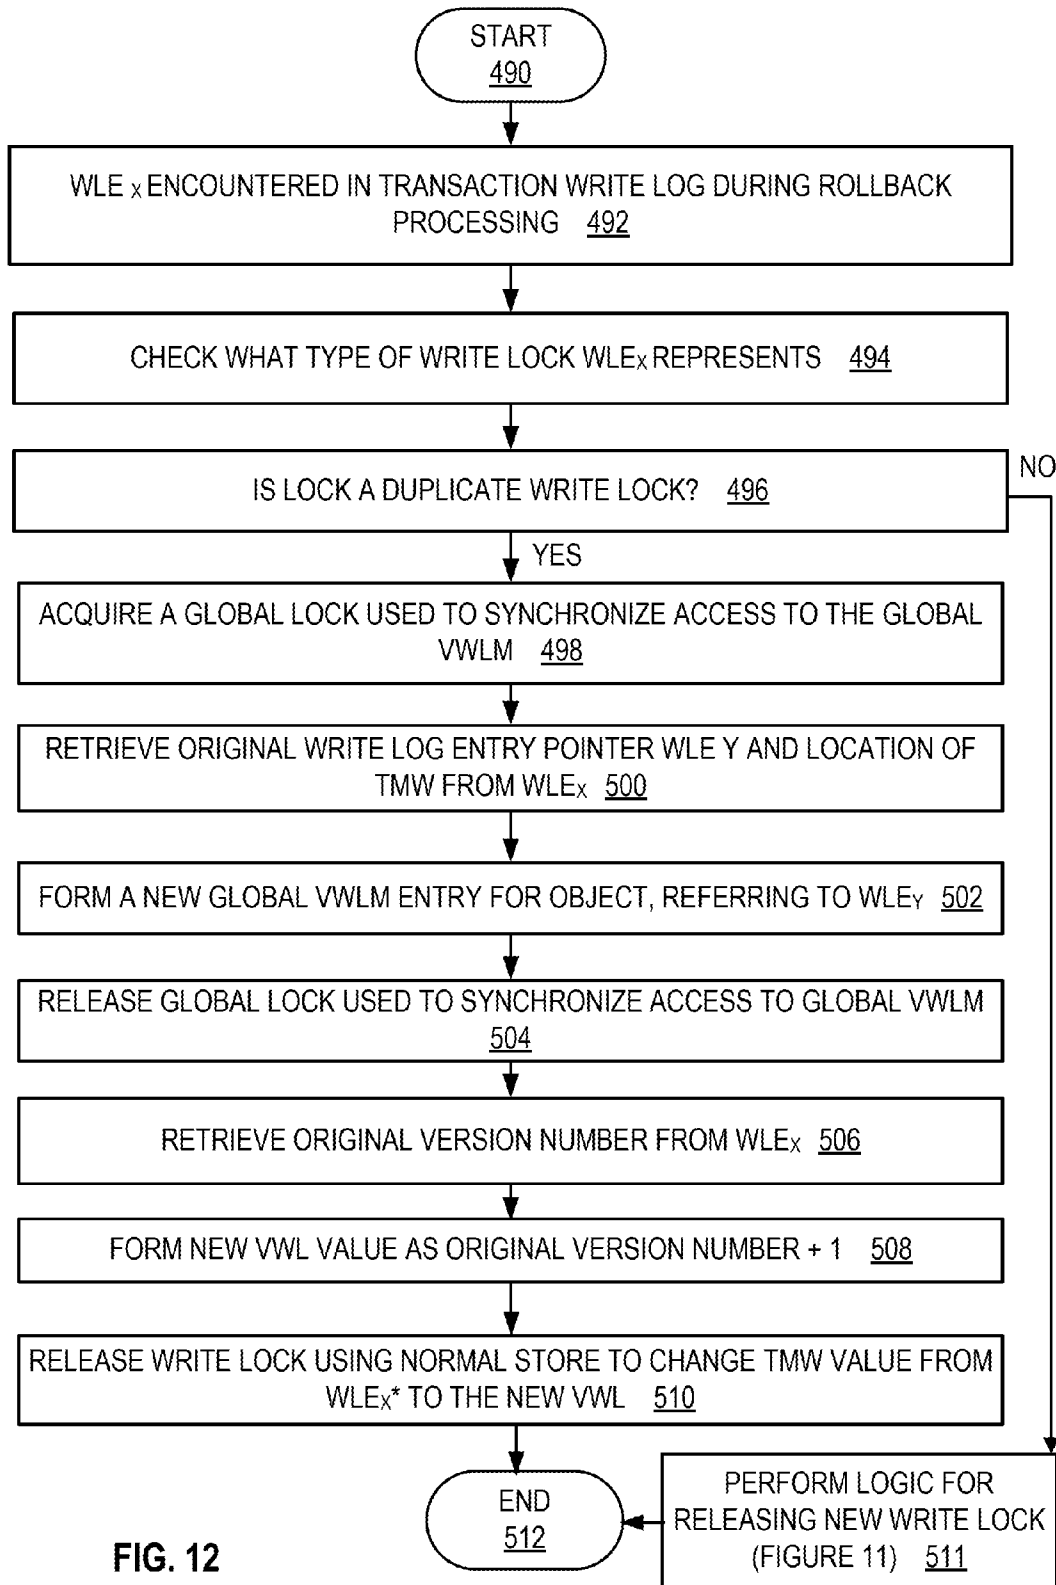 START
490
WLE X ENCOUNTERED IN TRANSACTION WRITE LOG DURING ROLLBACK
PROCESSING 492
CHECK WHAT TYPE OF WRITE LOCK WLEX REPRESENTS 494
IS LOCK A DUPLICATE WRITE LOCK? 496
NO
YES
ACQUIRE A GLOBAL LOCK USED TO SYNCHRONIZE ACCESS TO THE GLOBAL
VWLM 498
RETRIEVE ORIGINAL WRITE LOG ENTRY POINTER WLE Y AND LOCATION OF
TMW FROM WLEX 500
FORM A NEW GLOBAL VWLM ENTRY FOR OBJECT, REFERRING TO WLEY 502
RELEASE GLOBAL LOCK USED TO SYNCHRONIZE ACCESS TO GLOBAL VWLM
504
RETRIEVE ORIGINAL VERSION NUMBER FROM WLEX 506
FORM NEW VWL VALUE AS ORIGINAL VERSION NUMBER + 1 508
RELEASE WRITE LOCK USING NORMAL STORE TO CHANGE TMW VALUE FROM
WLEX* TO THE NEW VWL 510
END
512
PERFORM LOGIC FOR
RELEASING NEW WRITE LOCK
(FIGURE 11) 511
FIG. 12